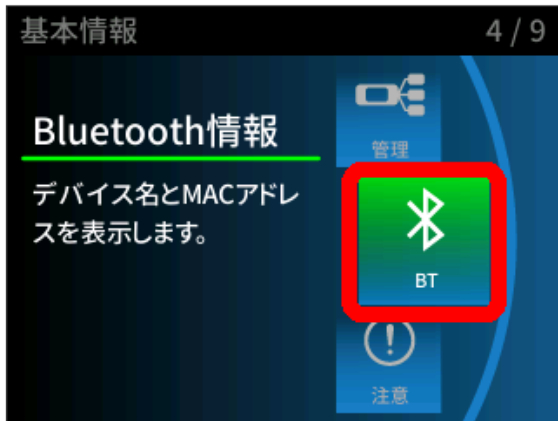 基本情報 4 / 9
管理
Bluetooth情報
デバイス名とMACアドレ
スを表示します。
BT
注意